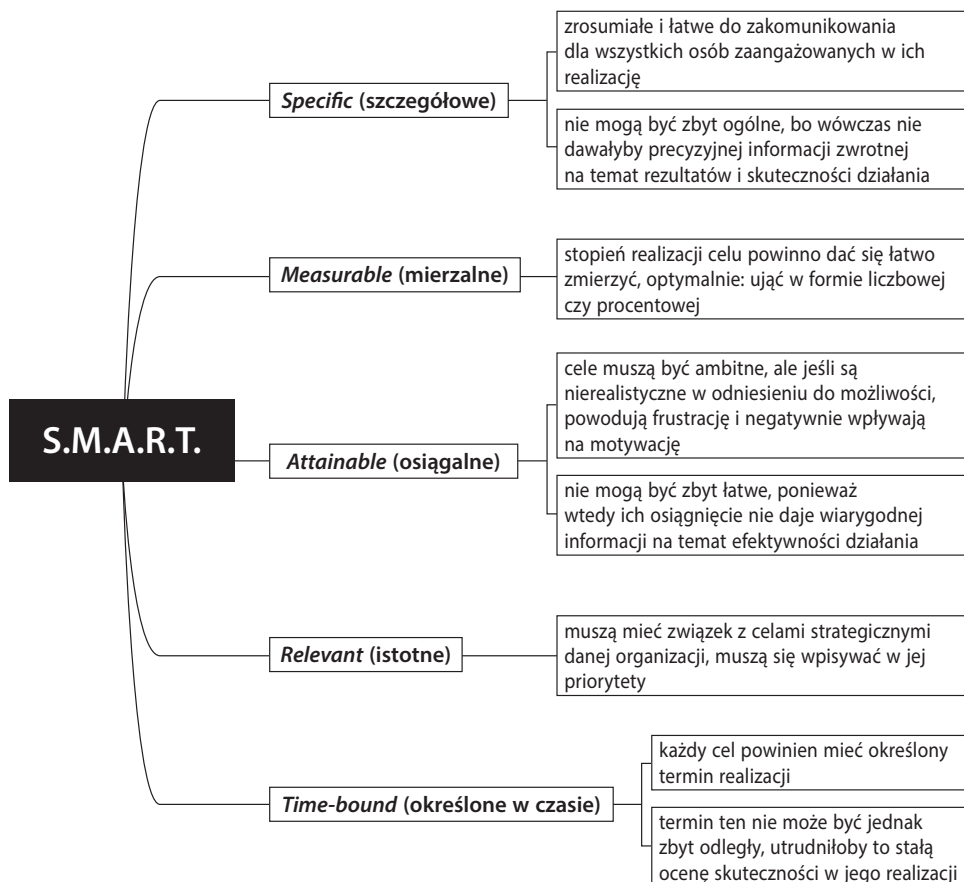 zrosumiałe i łatwe do zakomunikowania
dla wszystkich osób zaangażowanych w ich
realizację
Specific (szczegółowe)
nie mogą być zbyt ogólne, bo wówczas nie
dawałyby precyzyjnej informacji zwrotnej
na temat rezultatów i skuteczności działania
Measurable (mierzalne)
stopień realizacji celu powinno dać się łatwo
zmierzyć, optymalnie: ująć w formie liczbowej
czy procentowej
cele muszą być ambitne, ale jeśli są
nierealistyczne w odniesieniu do możliwości,
powodują frustrację i negatywnie wpływają
na motywację
S.M.A.R.T.
Attainable (osiągalne)
nie mogą być zbyt łatwe, ponieważ
wtedy ich osiągnięcie nie daje wiarygodnej
informacji na temat efektywności działania
Relevant (istotne)
muszą mieć związek z celami strategicznymi
danej organizacji, muszą się wpisywać w jej
priorytety
każdy cel powinien mieć określony
termin realizacji
Time-bound (określone w czasie)
termin ten nie może być jednak
zbyt odległy, utrudniłoby to stałą
ocenę skuteczności w jego realizacji